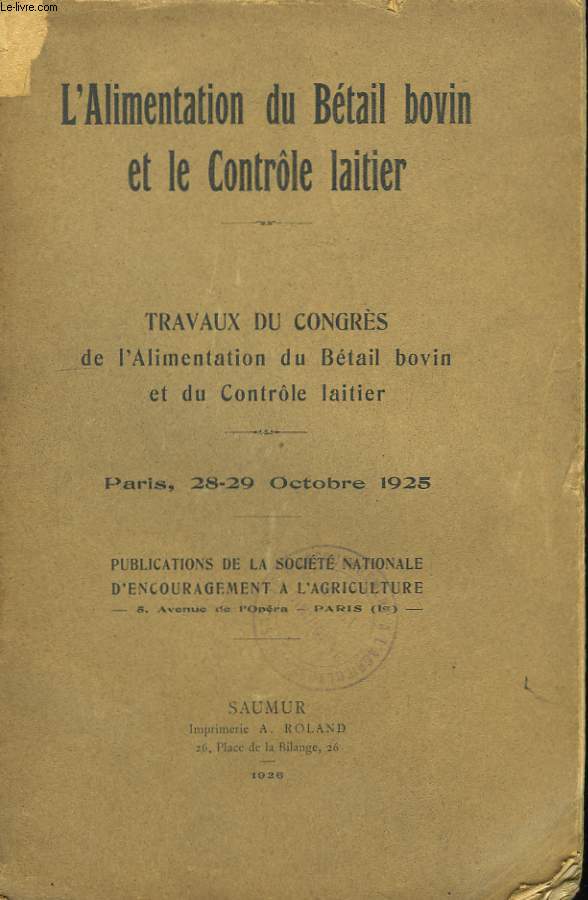 Le-livre.com
L'Alimentation du Bétail bovin
et le Contrôle laitier
TRAVAUX DU CONGRÈS
de l'Alimentation du Bétail bovin
et du Contrôle laitier
Paris, 28-29 Octobre 1925
PUBLICATIONS DE LA SOCIÉTÉ NATIONALE
D'ENCOURAGEMENT A L'AGRICULTURE
— 5, Avenue de l'Opéra — PARIS (Ie) —
SAUMUR
Imprimerie A. ROLAND
26, Place de la Bilange, 26
1926